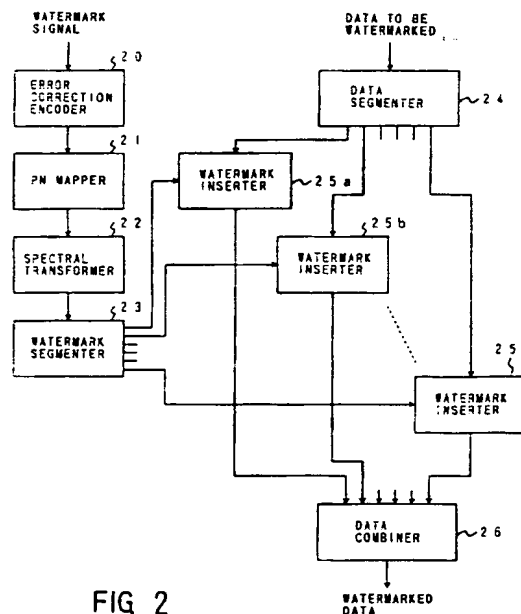 WATERMARK
SIGNAL
DATA TO BE
WATERMARKED
20
ERROR
CORRECTION
ENCODER
DATA
SEGMENTER
24
21
PN MAPPER
WATERMARK
INSERTER
25a
22
SPECTRAL
TRANSFORMER
25b
WATERMARK
INSERTER
23
WATERMARK
SEGMENTER
25
WATERMARK
INSERTER
DATA
COMBINER
26
FIG 2
WATERMARKED
DATA